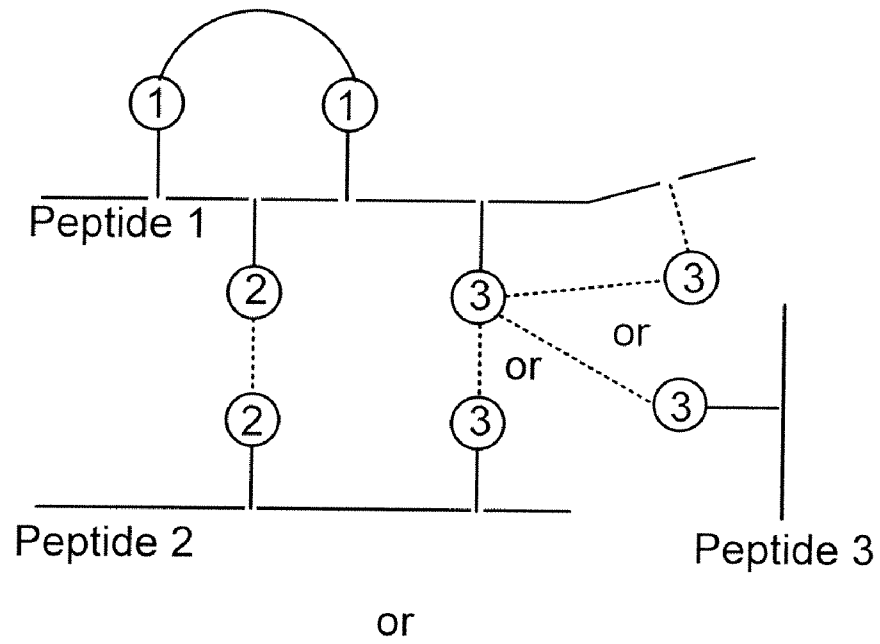 1 1
Peptide 1
2 3 3
or
or
2 3 3
Peptide 2
Peptide 3
or